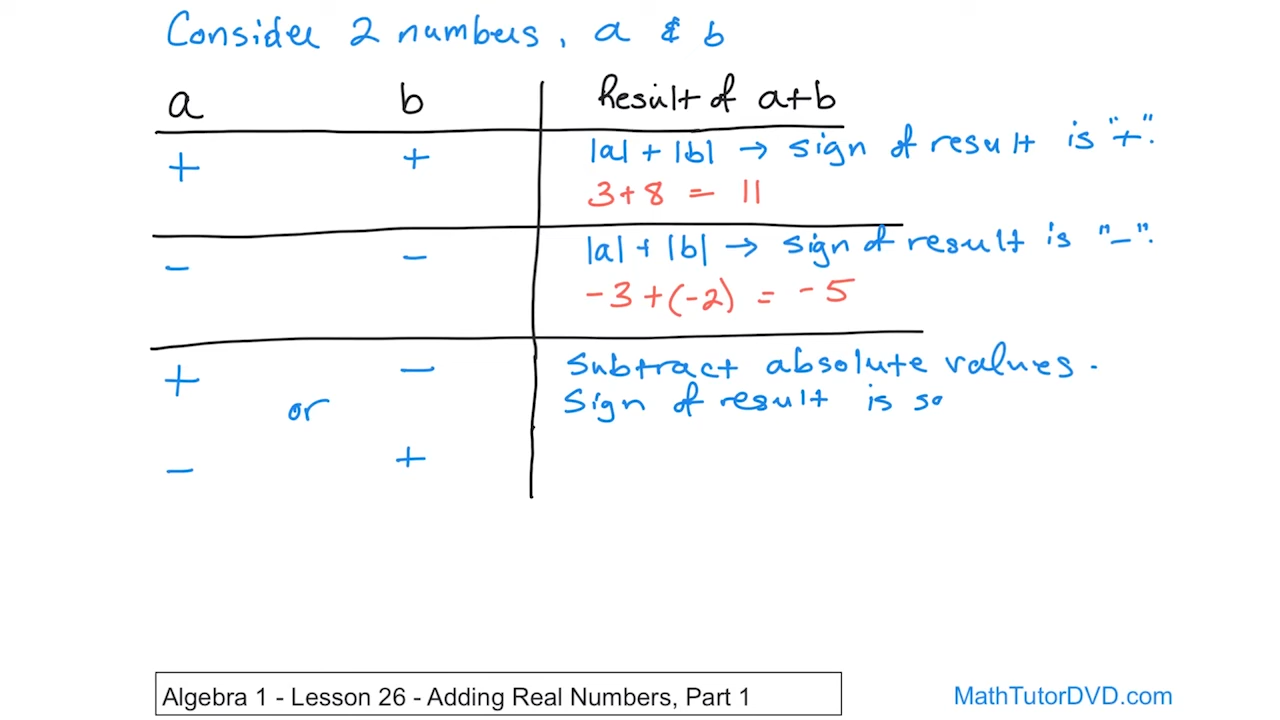 Consider 2 numbers, a & b
a b Result of a+b
+ + |a| + |b| → sign of result is "+".
3+8 = 11
- - |a| + |b| → sign of result is "-".
-3+(-2) = -5
+ - Subtract absolute values.
or Sign of result is s
- +
Algebra 1 - Lesson 26 - Adding Real Numbers, Part 1
MathTutorDVD.com